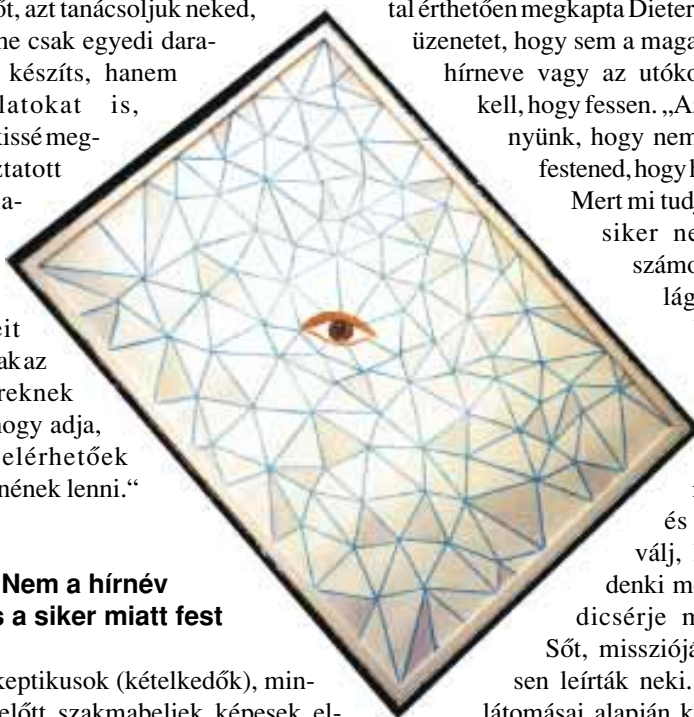 őt, azt tanácsoljuk neked,
ne csak egyedi dara-
készíts, hanem
latokat is,
kissé meg-
ztatott
a-
eit
ak az
reknek
hogy adja,
elérhetőek
nének lenni.“
Nem a hírnév
s a siker miatt fest
keptikusok (kételkedők), min-
előtt szakmabeliek képesek el-
tal érthetően megkapta Dieter
üzenetet, hogy sem a maga
hírneve vagy az utóko
kell, hogy fessen. „A
nyünk, hogy nem
festened, hogy h
Mert mi tud
siker ne
számo
lág
és
válj,
denki m
dicsérje m
Sőt, missziójá
sen leírták neki.
látomásai alapján k